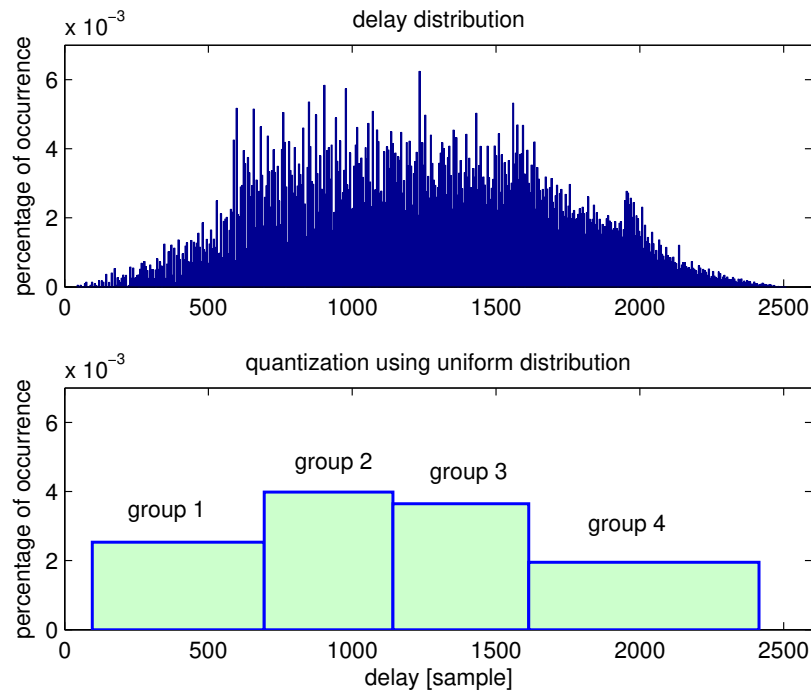 delay distribution
x 10⁻³
6
4
2
0
percentage of occurrence
0 500 1000 1500 2000 2500
quantization using uniform distribution
x 10⁻³
6
4
2
0
percentage of occurrence
group 1
group 2
group 3
group 4
0 500 1000 1500 2000 2500
delay [sample]